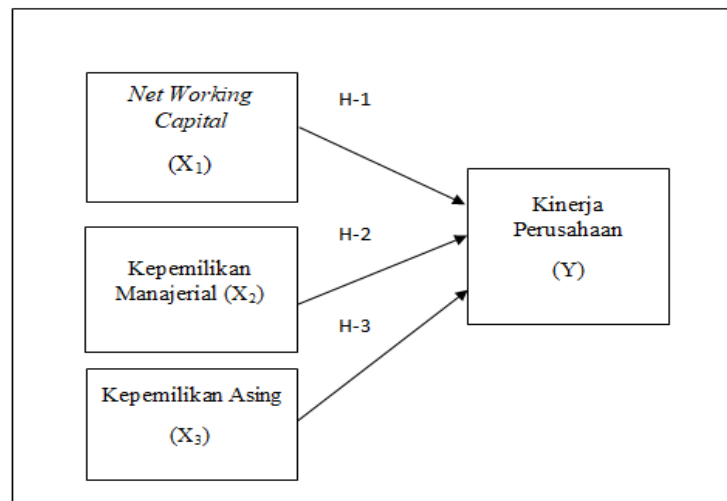 Net Working
Capital
(X₁)
H-1
Kepemilikan
Manajerial (X₂)
H-2
Kepemilikan Asing
(X₃)
H-3
Kinerja
Perusahaan
(Y)